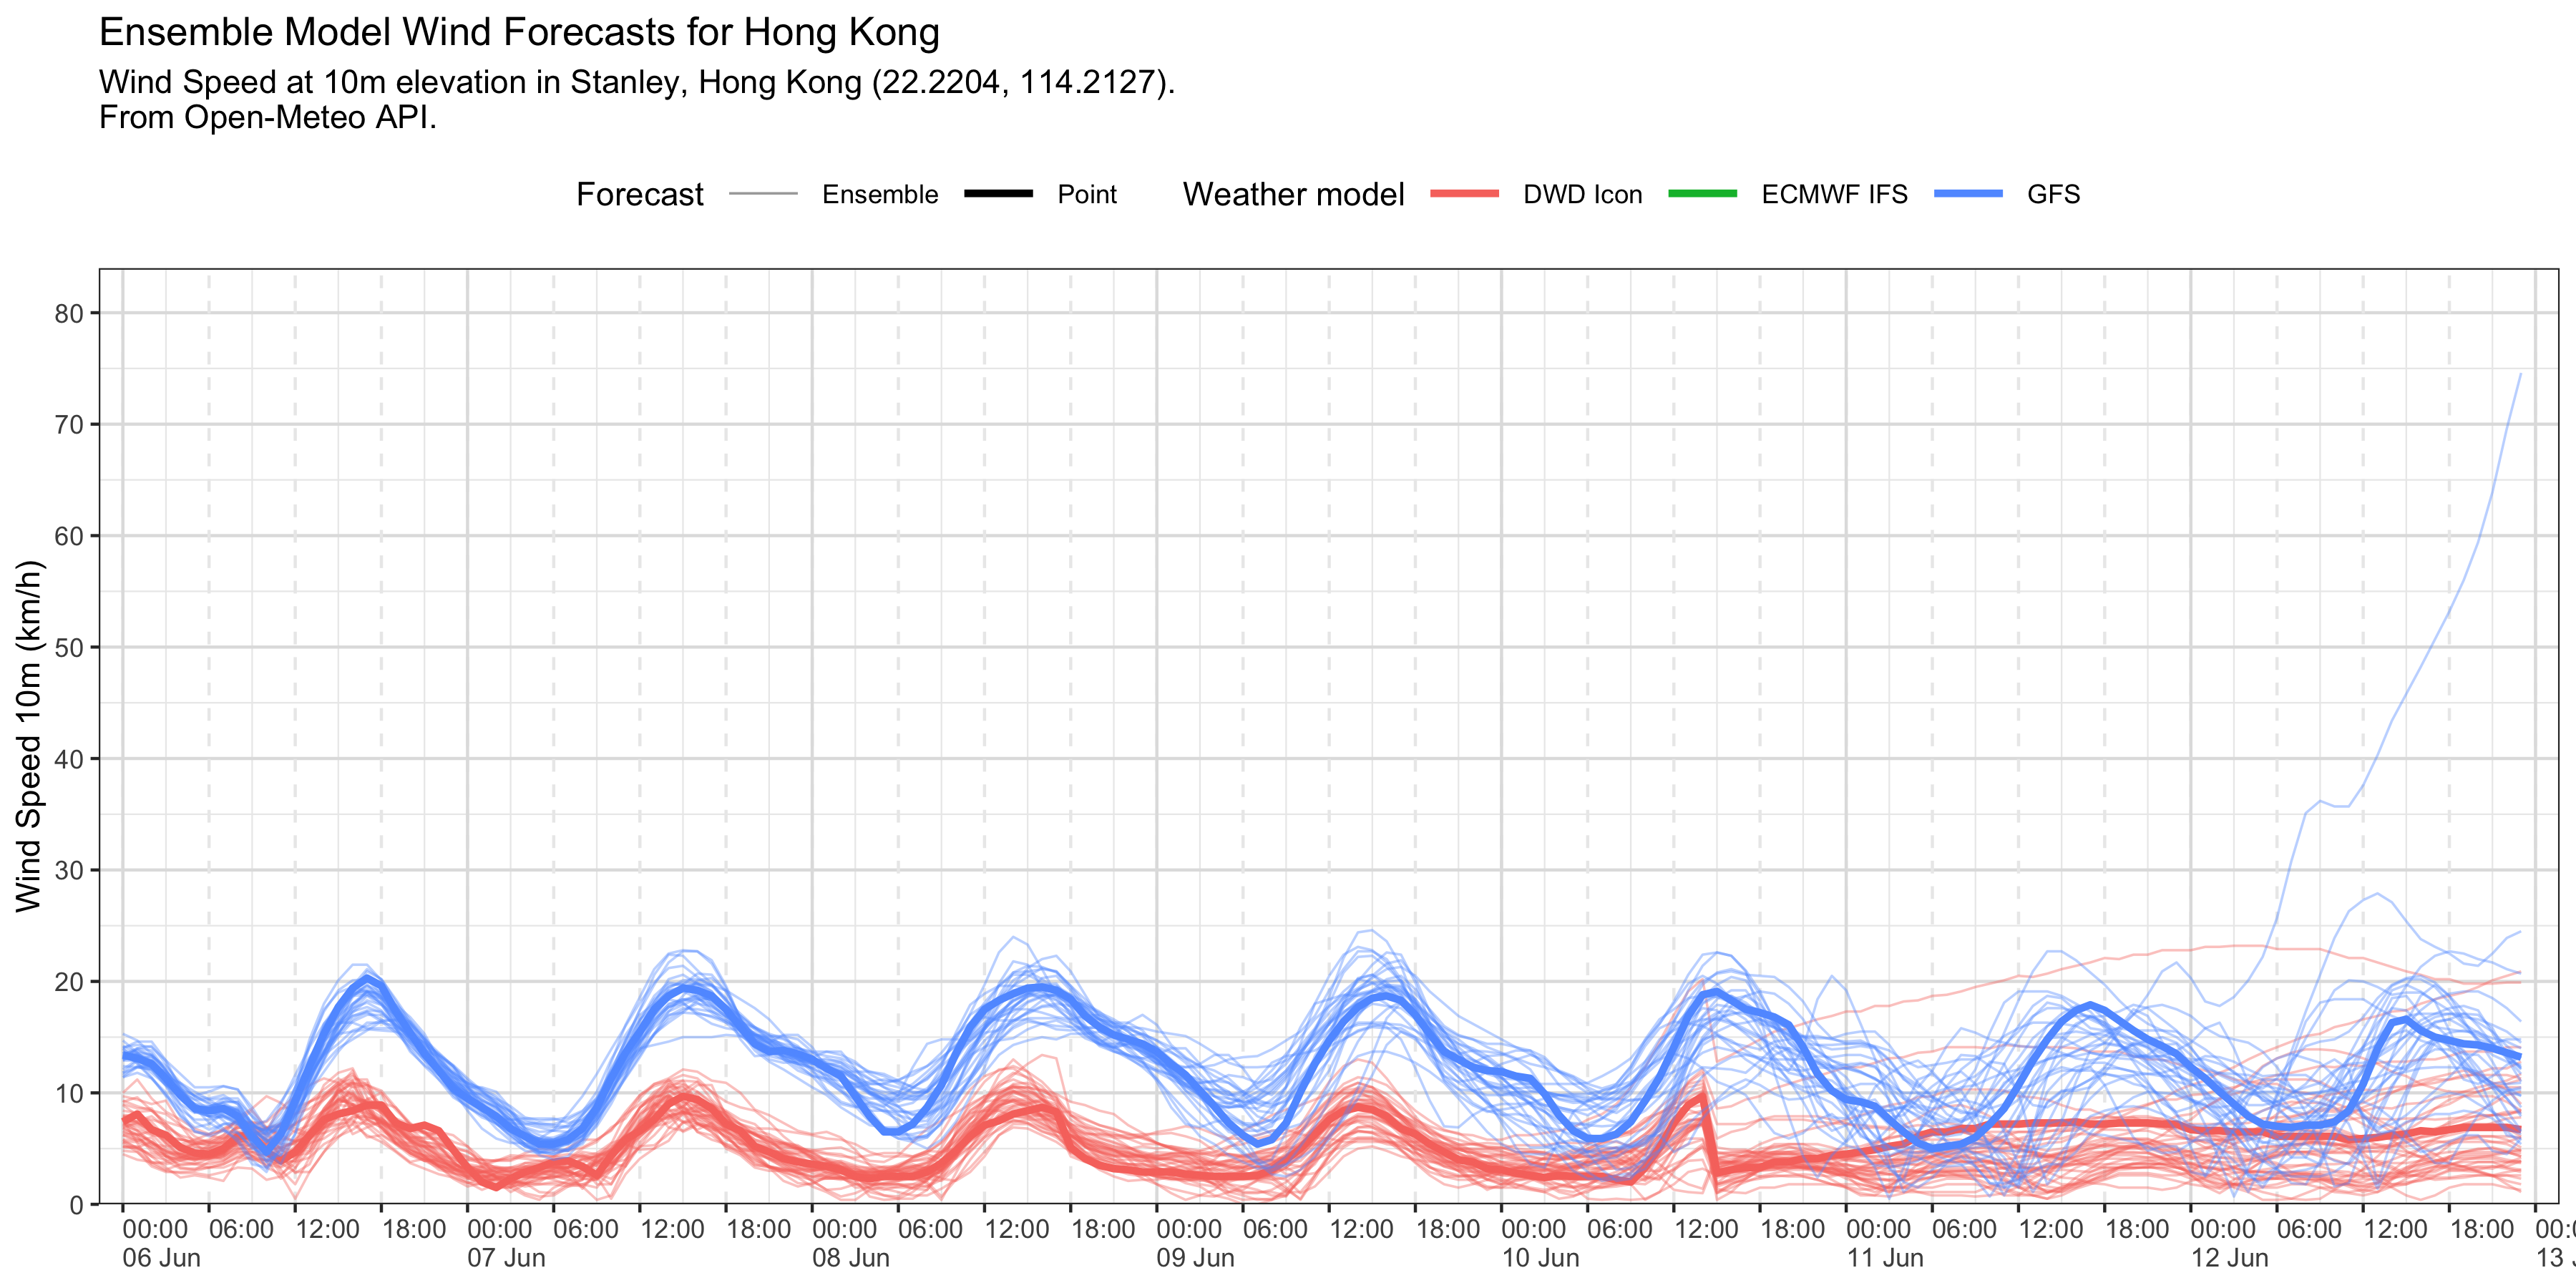 Ensemble Model Wind Forecasts for Hong Kong
Wind Speed at 10m elevation in Stanley, Hong Kong (22.2204, 114.2127).
From Open-Meteo API.
Forecast Ensemble Point Weather model DWD Icon ECMWF IFS GFS
Wind Speed 10m (km/h)
80
70
60
50
40
30
20
10
0
00:00 06:00 12:00 18:00 00:00 06:00 12:00 18:00 00:00 06:00 12:00 18:00 00:00 06:00 12:00 18:00 00:00 06:00 12:00 18:00 00:00 06:00 12:00 18:00 00:00 06:00 12:00 18:00
06 Jun 07 Jun 08 Jun 09 Jun 10 Jun 11 Jun 12 Jun 13